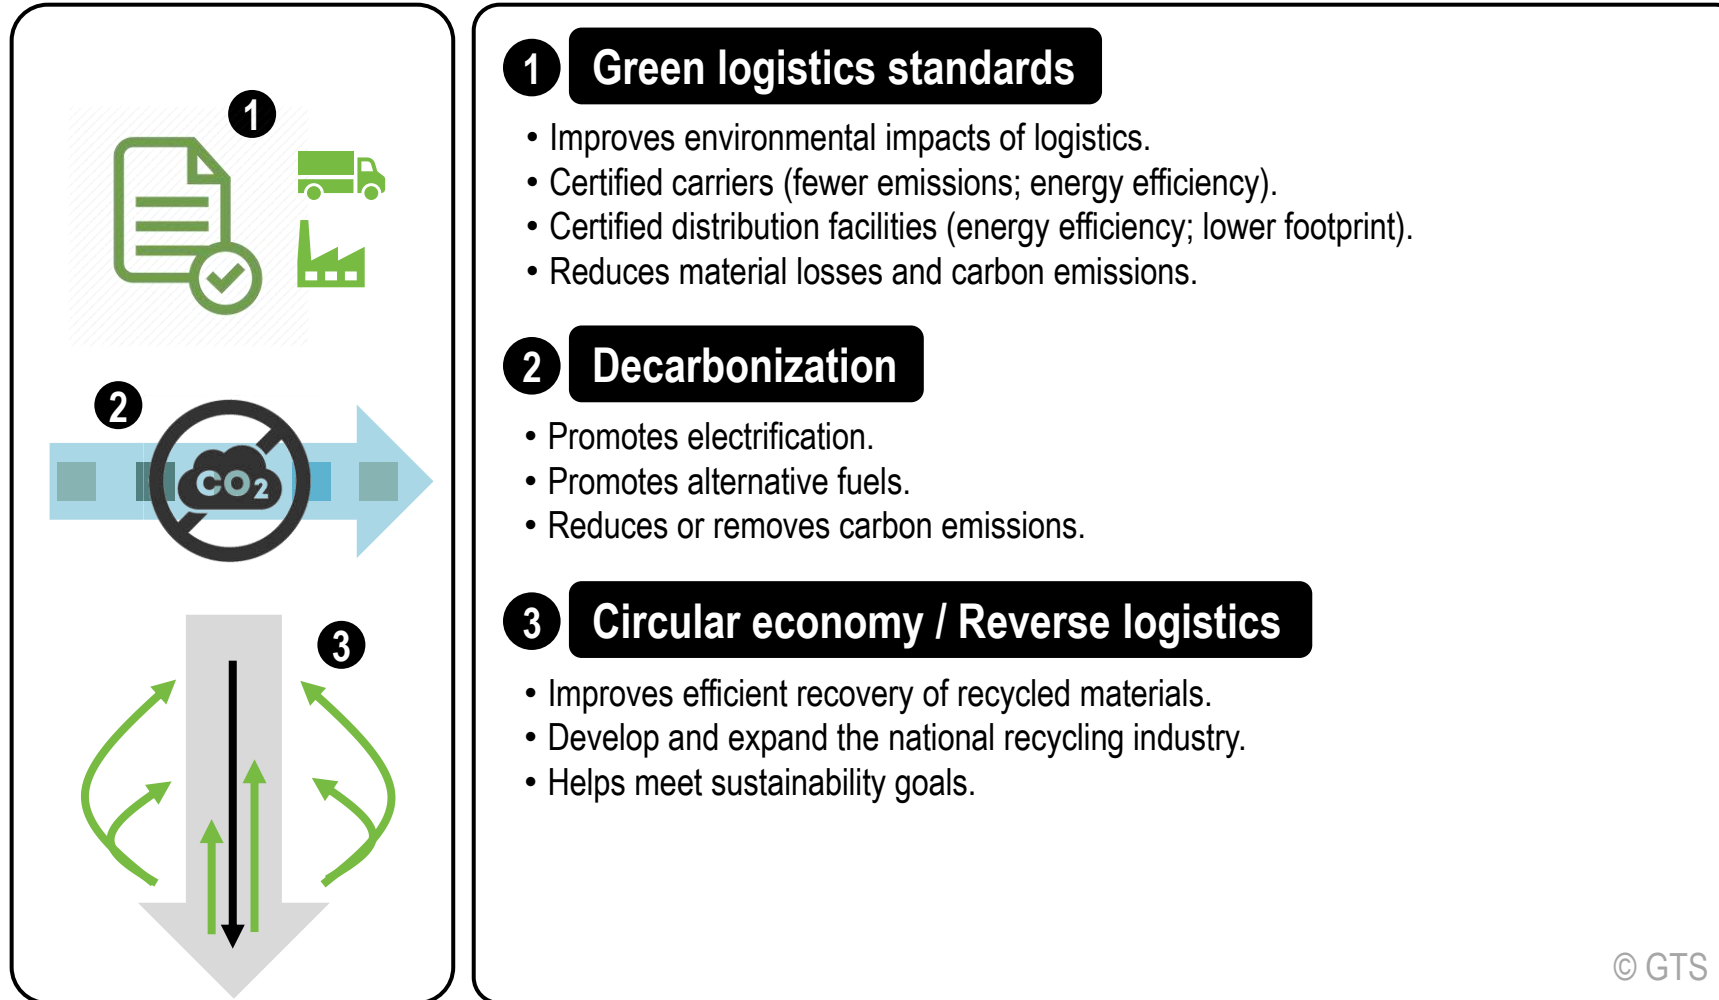 1
2
CO2
3
1 Green logistics standards
• Improves environmental impacts of logistics.
• Certified carriers (fewer emissions; energy efficiency).
• Certified distribution facilities (energy efficiency; lower footprint).
• Reduces material losses and carbon emissions.
2 Decarbonization
• Promotes electrification.
• Promotes alternative fuels.
• Reduces or removes carbon emissions.
3 Circular economy / Reverse logistics
• Improves efficient recovery of recycled materials.
• Develop and expand the national recycling industry.
• Helps meet sustainability goals.
© GTS